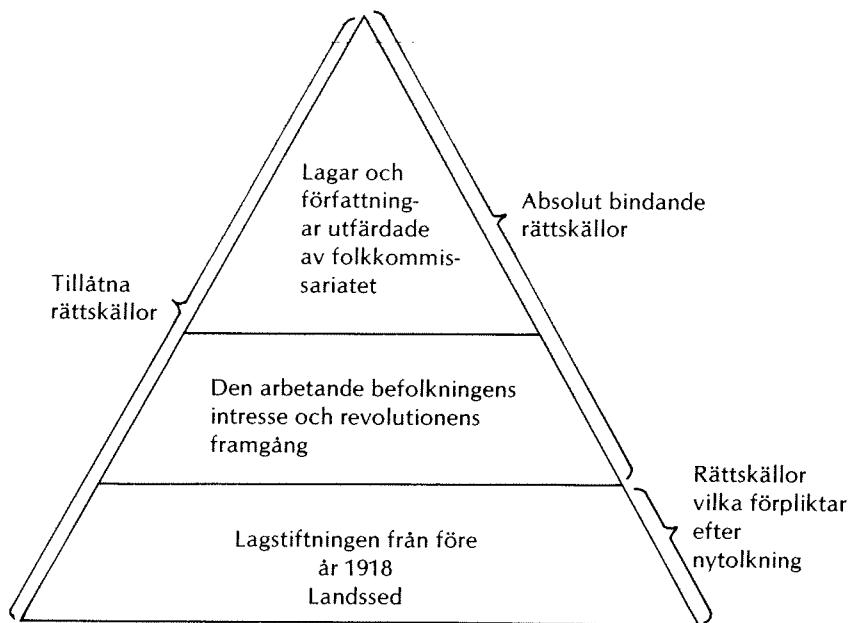 Lagar och
författning-
ar utfärdade
av folkkommis-
sariatet
Absolut bindande
rättskällor
Tillåtna
rättskällor
Den arbetande befolkningens
intresse och revolutionens
framgång
Rättskällor
vilka förpliktar
efter
nytolkning
Lagstiftningen från före
år 1918
Landssed